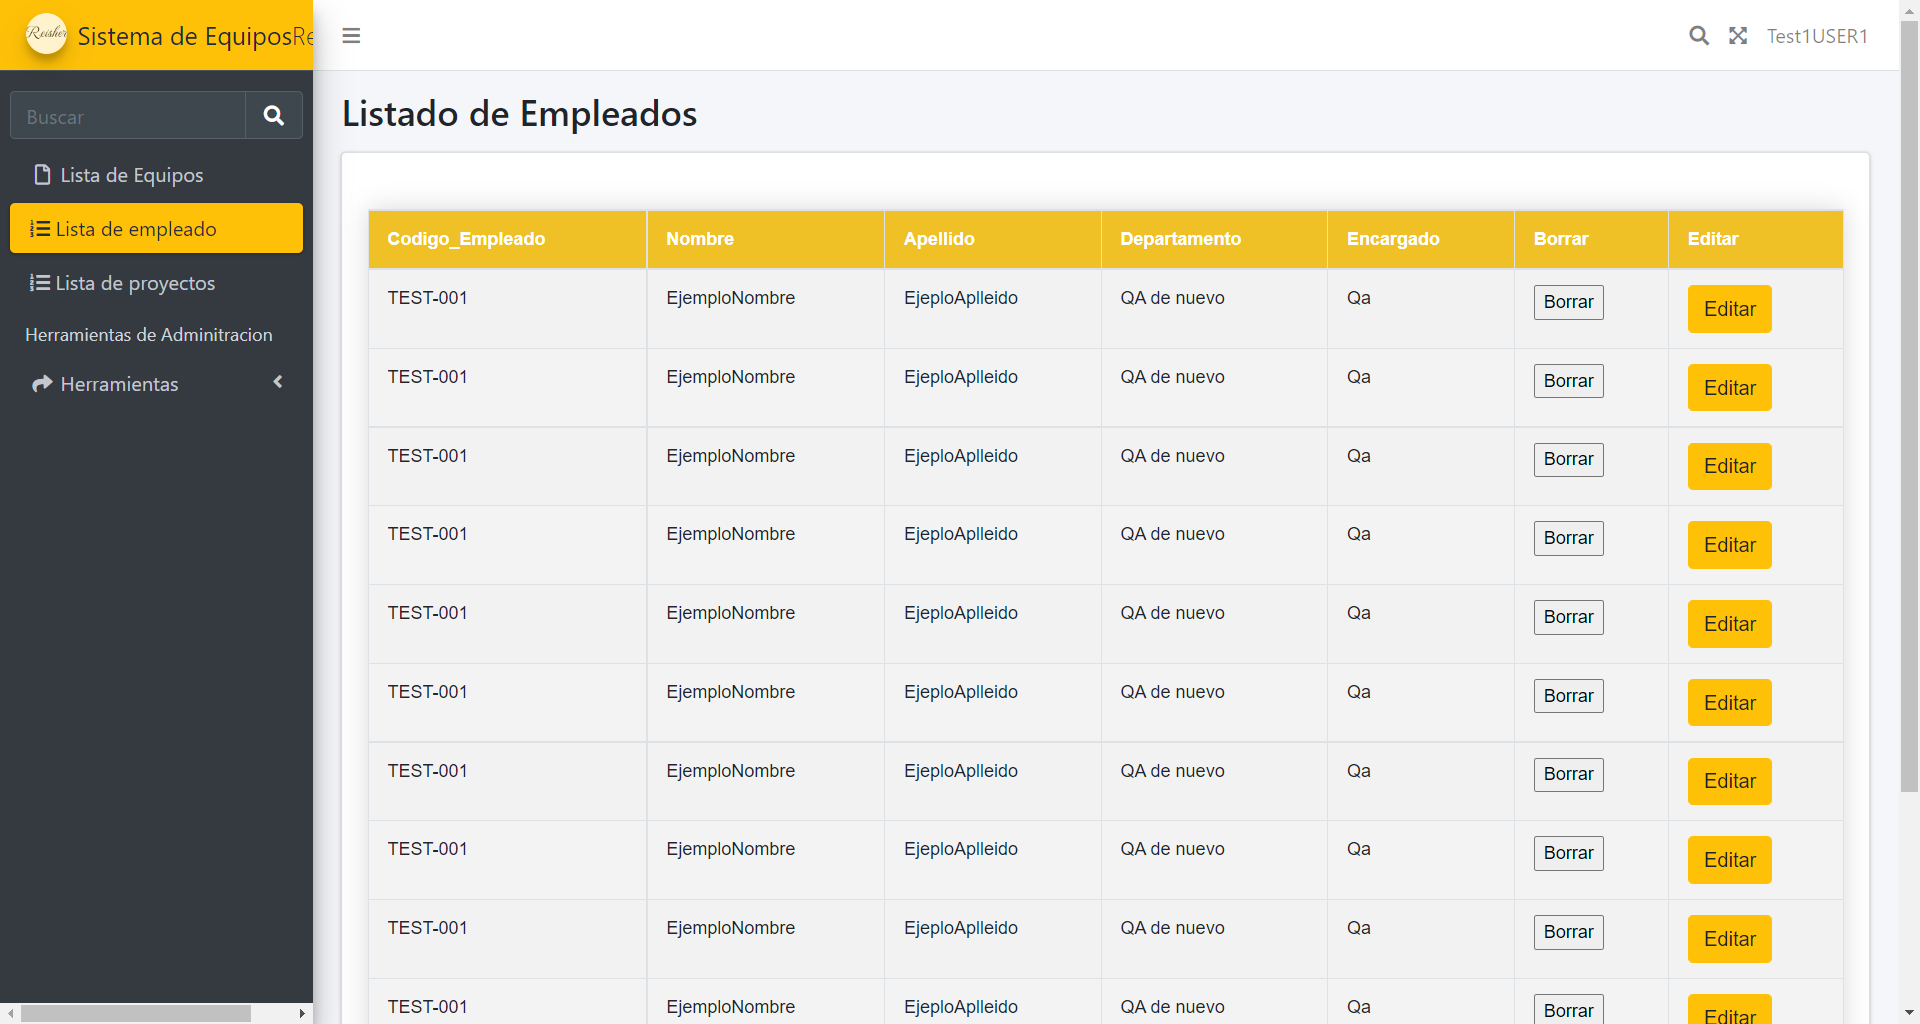 Reisher Sistema de EquiposRe
Test1USER1
Buscar
Lista de Equipos
Lista de empleado
Lista de proyectos
Herramientas de Adminitracion
Herramientas
Listado de Empleados
Codigo_Empleado Nombre Apellido Departamento Encargado Borrar Editar
TEST-001 EjemploNombre EjeploAplleido QA de nuevo Qa Borrar Editar
TEST-001 EjemploNombre EjeploAplleido QA de nuevo Qa Borrar Editar
TEST-001 EjemploNombre EjeploAplleido QA de nuevo Qa Borrar Editar
TEST-001 EjemploNombre EjeploAplleido QA de nuevo Qa Borrar Editar
TEST-001 EjemploNombre EjeploAplleido QA de nuevo Qa Borrar Editar
TEST-001 EjemploNombre EjeploAplleido QA de nuevo Qa Borrar Editar
TEST-001 EjemploNombre EjeploAplleido QA de nuevo Qa Borrar Editar
TEST-001 EjemploNombre EjeploAplleido QA de nuevo Qa Borrar Editar
TEST-001 EjemploNombre EjeploAplleido QA de nuevo Qa Borrar Editar
TEST-001 EjemploNombre EjeploAplleido QA de nuevo Qa Borrar Editar